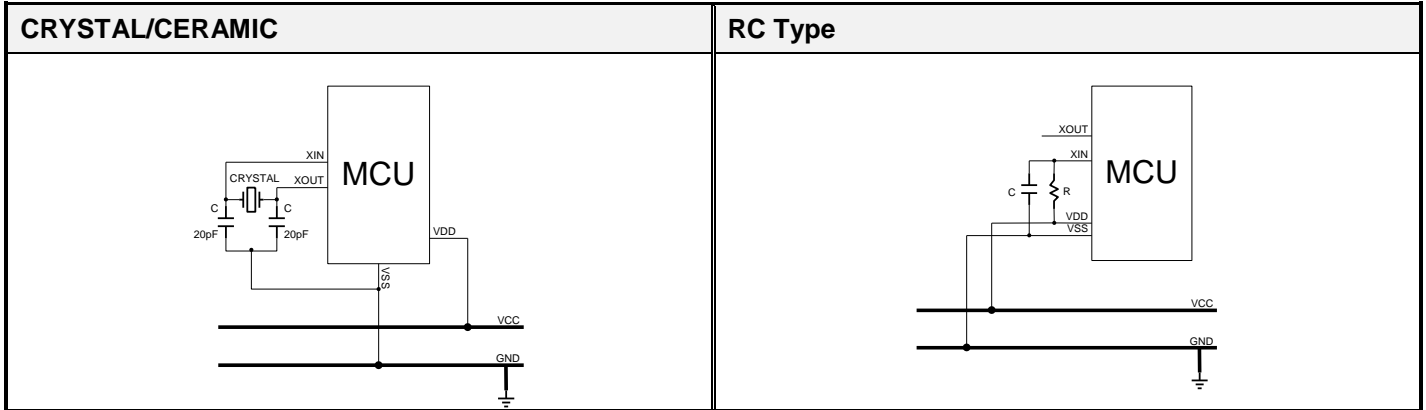 CRYSTAL/CERAMIC
RC Type
XIN
CRYSTAL
XOUT
MCU
C
C
20pF
20pF
VDD
VSS
VCC
GND
XOUT
XIN
MCU
C
R
VDD
VSS
VCC
GND